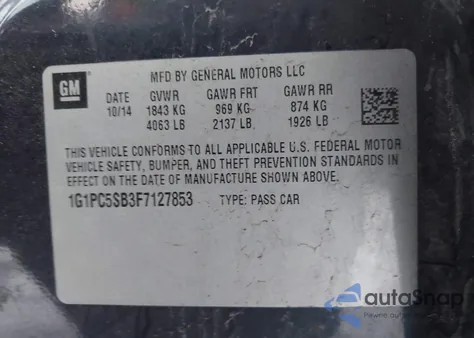 GM
MFD BY GENERAL MOTORS LLC
DATE GVWR GAWR FRT GAWR RR
10/14 1843 KG 969 KG 874 KG
4063 LB 2137 LB 1926 LB
THIS VEHICLE CONFORMS TO ALL APPLICABLE U.S. FEDERAL MOTOR
VEHICLE SAFETY, BUMPER, AND THEFT PREVENTION STANDARDS IN
EFFECT ON THE DATE OF MANUFACTURE SHOWN ABOVE.
1G1PC5SB3F7127853 TYPE: PASS CAR
autoSnap